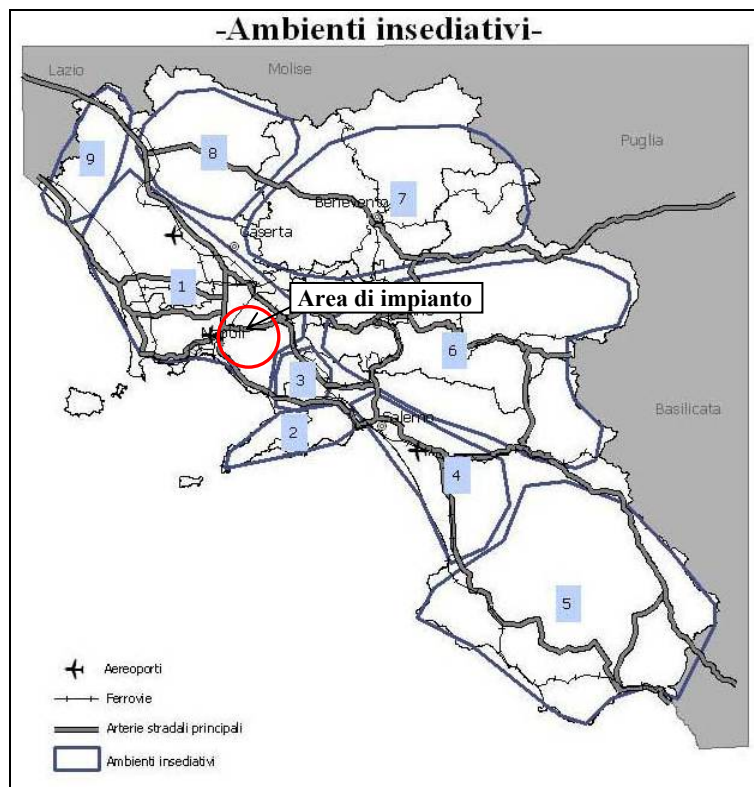 -Ambienti insediativi-
Lazio
Molise
Puglia
9
8
7
Benevento
Caserta
1
Area di impianto
Napoli
6
3
Basilicata
2
Salerno
4
5
Aereoporti
Ferrovie
Arterie stradali principali
Ambienti insediativi